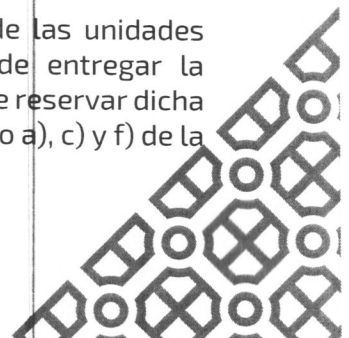 de las unidades
de entregar la
e reservar dicha
o a), c) y f) de la